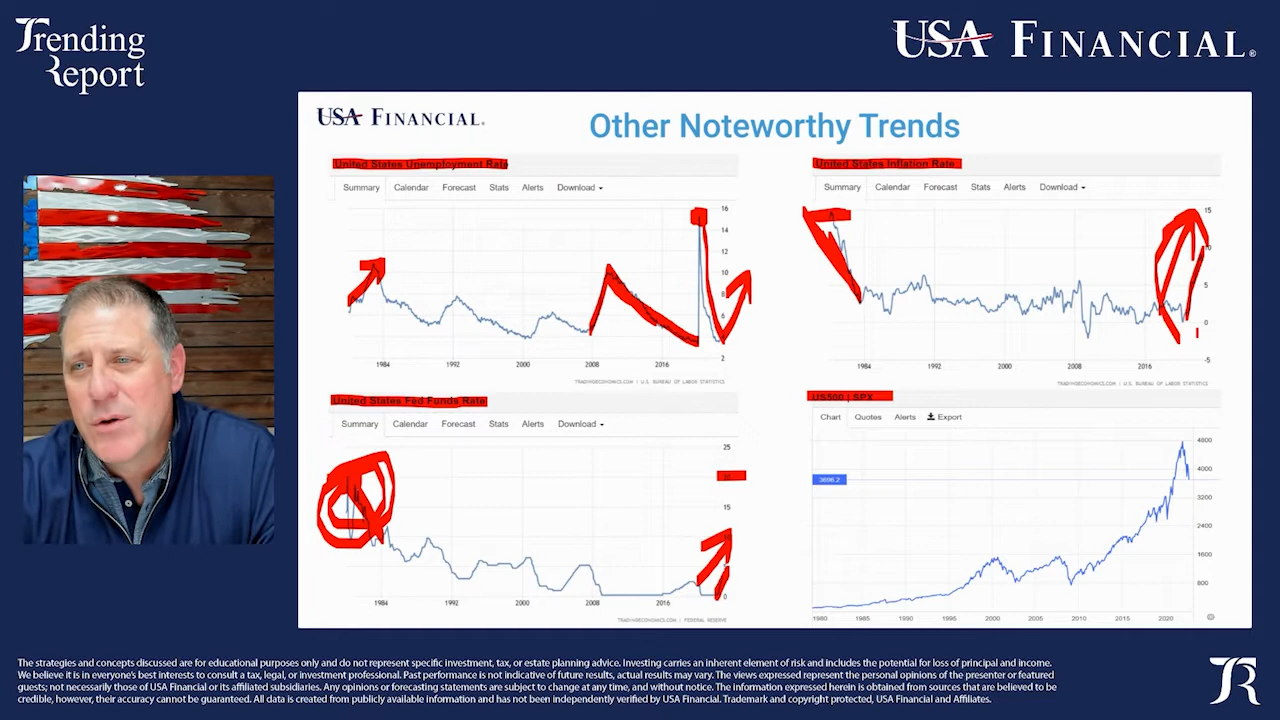 Trending
Report
USA FINANCIAL®
USA FINANCIAL®
Other Noteworthy Trends
United States Unemployment Rate
Summary Calendar Forecast Stats Alerts Download
16
14
12
10
8
6
2
1984 1992 2000 2008 2016
TRADINGECONOMICS.COM | U.S. BUREAU OF LABOR STATISTICS
United States Inflation Rate
Summary Calendar Forecast Stats Alerts Download
15
10
5
0
-5
1984 1992 2000 2008 2016
TRADINGECONOMICS.COM | U.S. BUREAU OF LABOR STATISTICS
United States Fed Funds Rate
Summary Calendar Forecast Stats Alerts Download
25
15
0
1984 1992 2000 2008 2016
TRADINGECONOMICS.COM | FEDERAL RESERVE
US500 | SPX
Chart Quotes Alerts Export
4800
4000
3696.2
3200
2400
1600
800
1980 1985 1990 1995 2000 2005 2010 2015 2020
The strategies and concepts discussed are for educational purposes only and do not represent specific investment, tax, or estate planning advice. Investing carries an inherent element of risk and includes the potential for loss of principal and income.
We believe it is in everyone's best interests to consult a tax, legal, or investment professional. Past performance is not indicative of future results, actual results may vary. The views expressed represent the personal opinions of the presenter or featured
guests; not necessarily those of USA Financial or its affiliated subsidiaries. Any opinions or forecasting statements are subject to change at any time, and without notice. The information expressed herein is obtained from sources that are believed to be
credible, however, their accuracy cannot be guaranteed. All data is created from publicly available information and has not been independently verified by USA Financial. Trademark and copyright protected, USA Financial and Affiliates.
TR